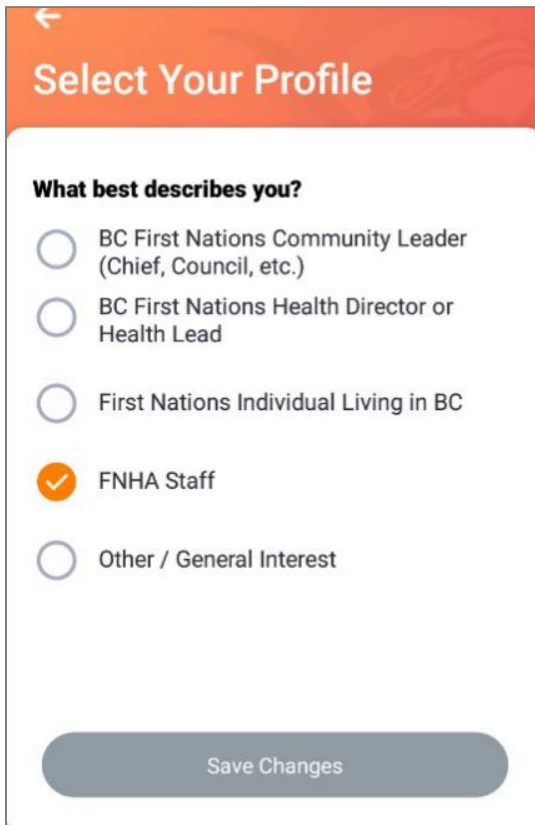 Select Your Profile
What best describes you?
BC First Nations Community Leader
(Chief, Council, etc.)
BC First Nations Health Director or
Health Lead
First Nations Individual Living in BC
FNHA Staff
Other / General Interest
Save Changes